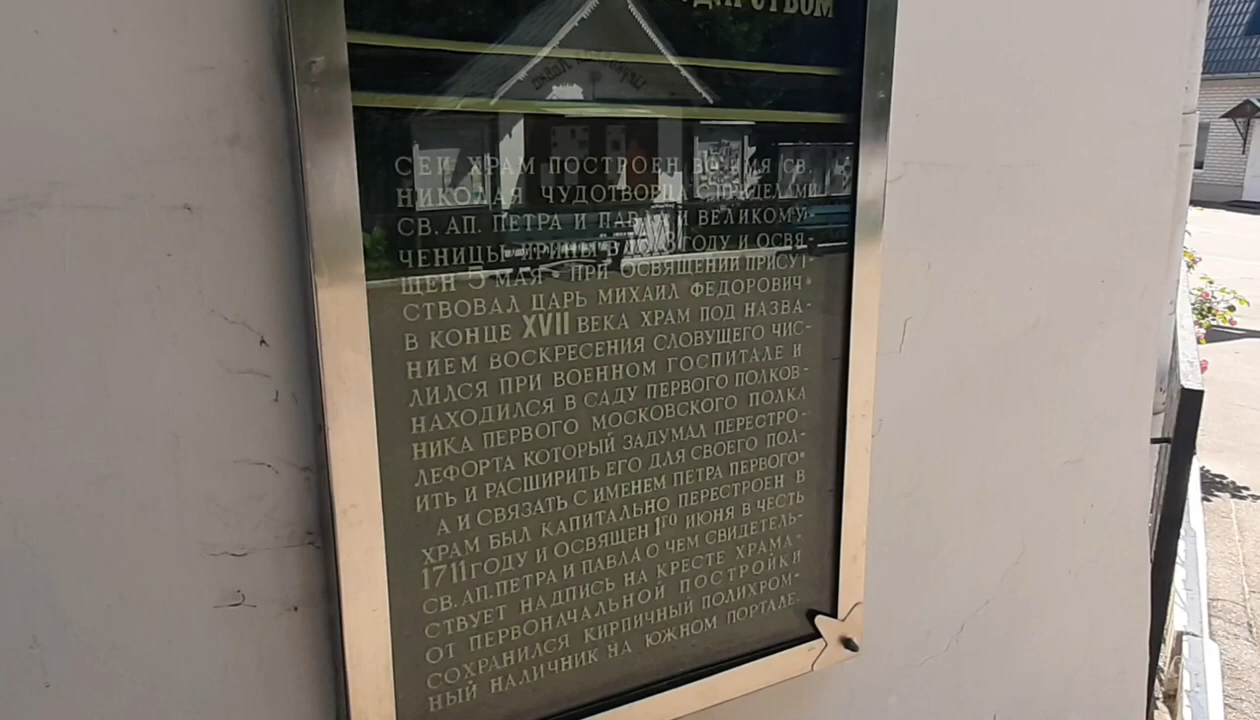 СЕЙ ХРАМ ПОСТРОЕН ВО ИМЯ СВ.
НИКОЛАЯ ЧУДОТВОРЦА С ПРИДЕЛАМИ
СВ. АП. ПЕТРА И ПАВЛА И ВЕЛИКОМУ-
ЧЕНИЦЫ ИРИНЫ В ГОДУ И ОСВЯ-
ЩЕН 5 МАЯ • ПРИ ОСВЯЩЕНИИ ПРИСУТ-
СТВОВАЛ ЦАРЬ МИХАИЛ ФЕДОРОВИЧ•
В КОНЦЕ XVII ВЕКА ХРАМ ПОД НАЗВА-
НИЕМ ВОСКРЕСЕНИЯ СЛОВУЩЕГО ЧИС-
ЛИЛСЯ ПРИ ВОЕННОМ ГОСПИТАЛЕ И
НАХОДИЛСЯ В САДУ ПЕРВОГО ПОЛКОВ-
НИКА ПЕРВОГО МОСКОВСКОГО ПОЛКА
ЛЕФОРТА КОТОРЫЙ ЗАДУМАЛ ПЕРЕСТРО-
ИТЬ И РАСШИРИТЬ ЕГО ДЛЯ СВОЕГО ПОЛ-
А И СВЯЗАТЬ С ИМЕНЕМ ПЕТРА ПЕРВОГО•
ХРАМ БЫЛ КАПИТАЛЬНО ПЕРЕСТРОЕН В
1711 ГОДУ И ОСВЯЩЕН 1ГО ИЮНЯ В ЧЕСТЬ
СВ. АП. ПЕТРА И ПАВЛА О ЧЕМ СВИДЕТЕЛЬ-
СТВУЕТ НАДПИСЬ НА КРЕСТЕ ХРАМА•
ОТ ПЕРВОНАЧАЛЬНОЙ ПОСТРОЙКИ
СОХРАНИЛСЯ КИРПИЧНЫЙ ПОЛИХРОМ-
НЫЙ НАЛИЧНИК НА ЮЖНОМ ПОРТАЛЕ.